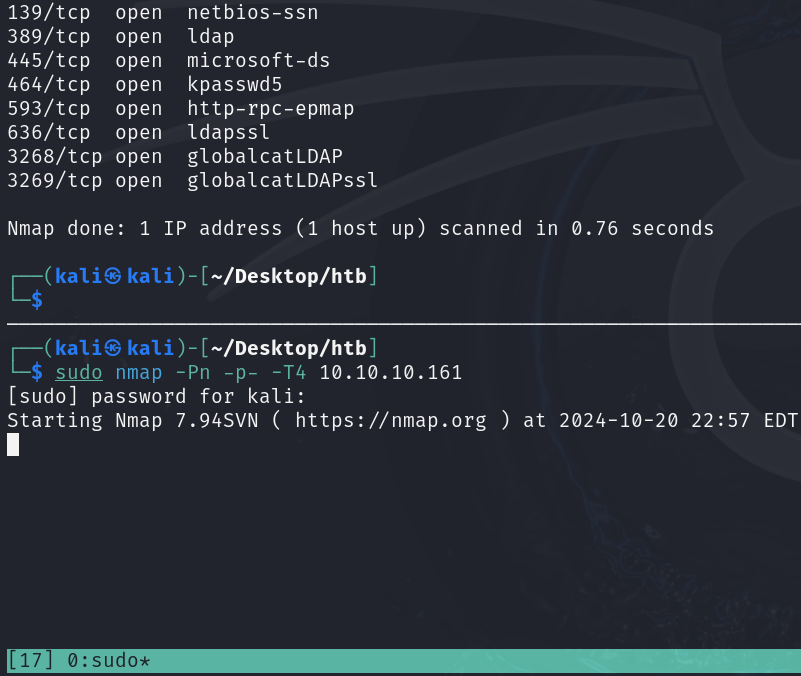 139/tcp  open  netbios-ssn
389/tcp  open  ldap
445/tcp  open  microsoft-ds
464/tcp  open  kpasswd5
593/tcp  open  http-rpc-epmap
636/tcp  open  ldapssl
3268/tcp open  globalcatLDAP
3269/tcp open  globalcatLDAPssl
Nmap done: 1 IP address (1 host up) scanned in 0.76 seconds
┌──(kali㉿kali)-[~/Desktop/htb]
└─$
┌──(kali㉿kali)-[~/Desktop/htb]
└─$ sudo nmap -Pn -p- -T4 10.10.10.161
[sudo] password for kali:
Starting Nmap 7.94SVN ( https://nmap.org ) at 2024-10-20 22:57 EDT
[17] 0:sudo*